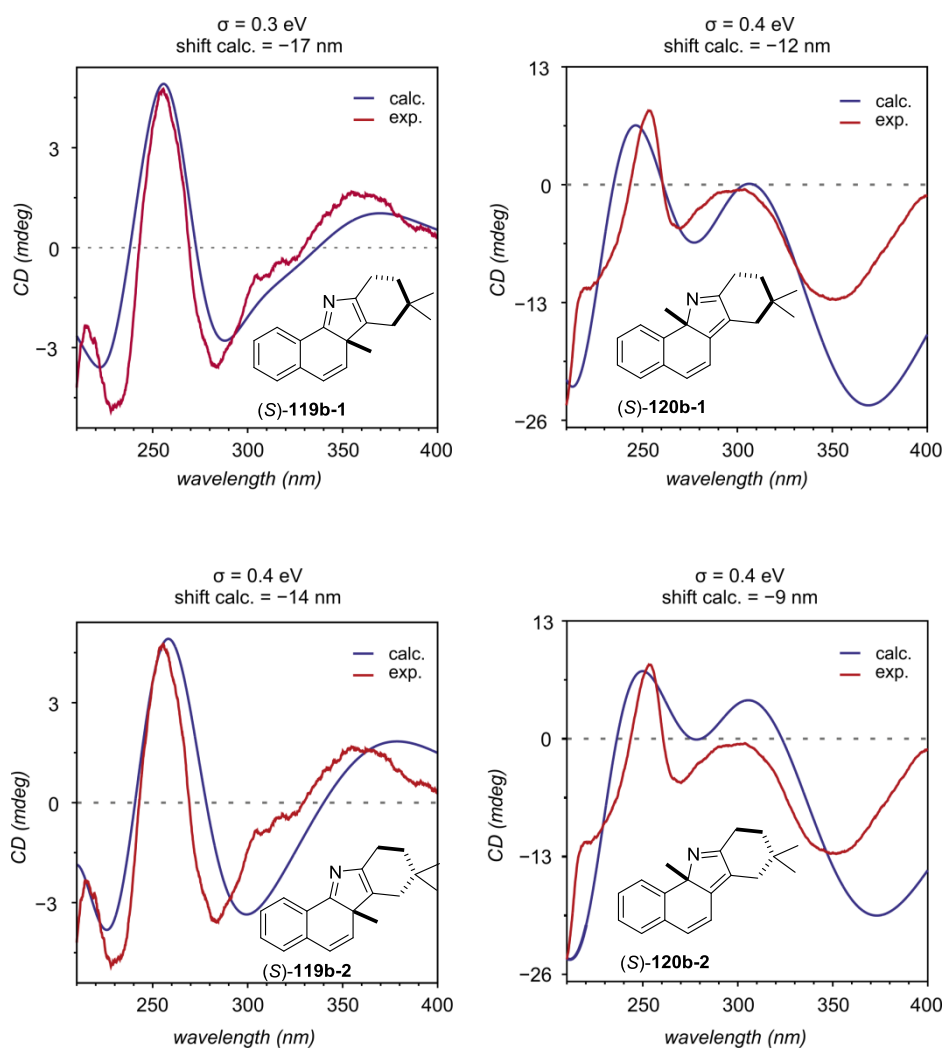 σ = 0.3 eV
shift calc. = −17 nm
CD (mdeg)
3
0
−3
calc.
exp.
N
(S)-119b-1
250
300
350
400
wavelength (nm)
σ = 0.4 eV
shift calc. = −12 nm
CD (mdeg)
13
0
−13
−26
calc.
exp.
N
(S)-120b-1
250
300
350
400
wavelength (nm)
σ = 0.4 eV
shift calc. = −14 nm
CD (mdeg)
3
0
−3
calc.
exp.
N
(S)-119b-2
250
300
350
400
wavelength (nm)
σ = 0.4 eV
shift calc. = −9 nm
CD (mdeg)
13
0
−13
−26
calc.
exp.
N
(S)-120b-2
250
300
350
400
wavelength (nm)